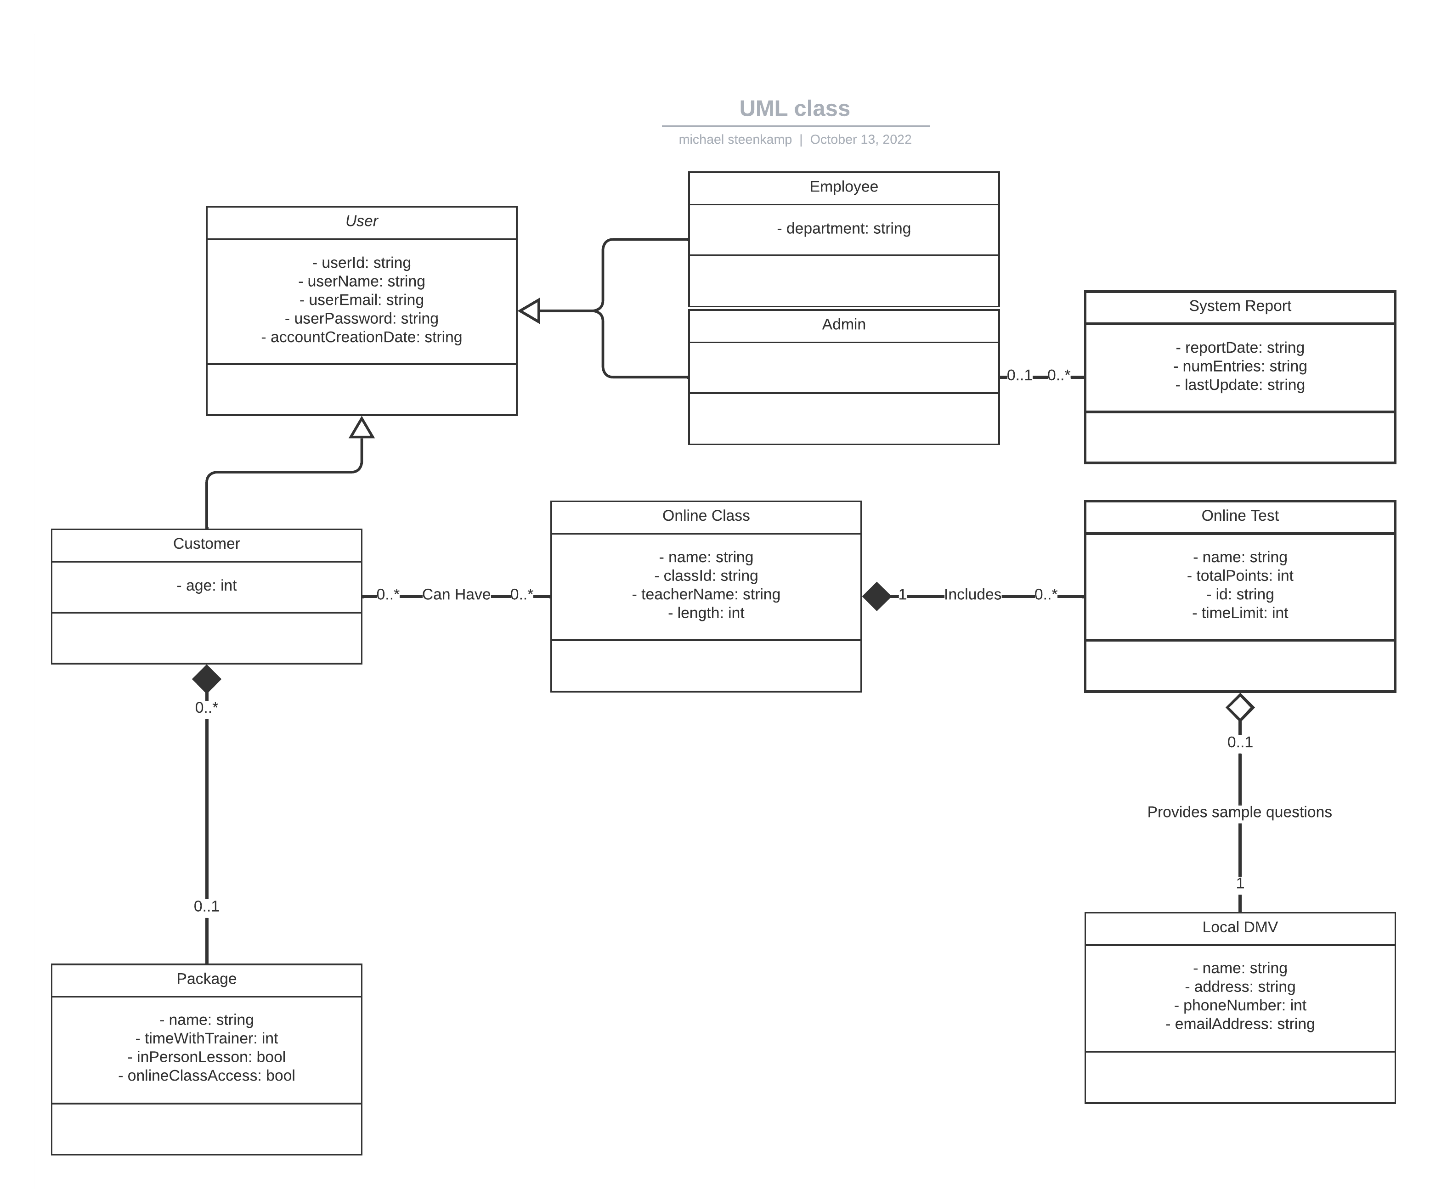 UML class
michael steenkamp | October 13, 2022
User
- userId: string
- userName: string
- userEmail: string
- userPassword: string
- accountCreationDate: string
Employee
- department: string
Admin
0..1
0..*
System Report
- reportDate: string
- numEntries: string
- lastUpdate: string
Customer
- age: int
0..*
Can Have
0..*
Online Class
- name: string
- classId: string
- teacherName: string
- length: int
1
Includes
0..*
Online Test
- name: string
- totalPoints: int
- id: string
- timeLimit: int
0..*
0..1
0..1
Provides sample questions
1
Package
- name: string
- timeWithTrainer: int
- inPersonLesson: bool
- onlineClassAccess: bool
Local DMV
- name: string
- address: string
- phoneNumber: int
- emailAddress: string